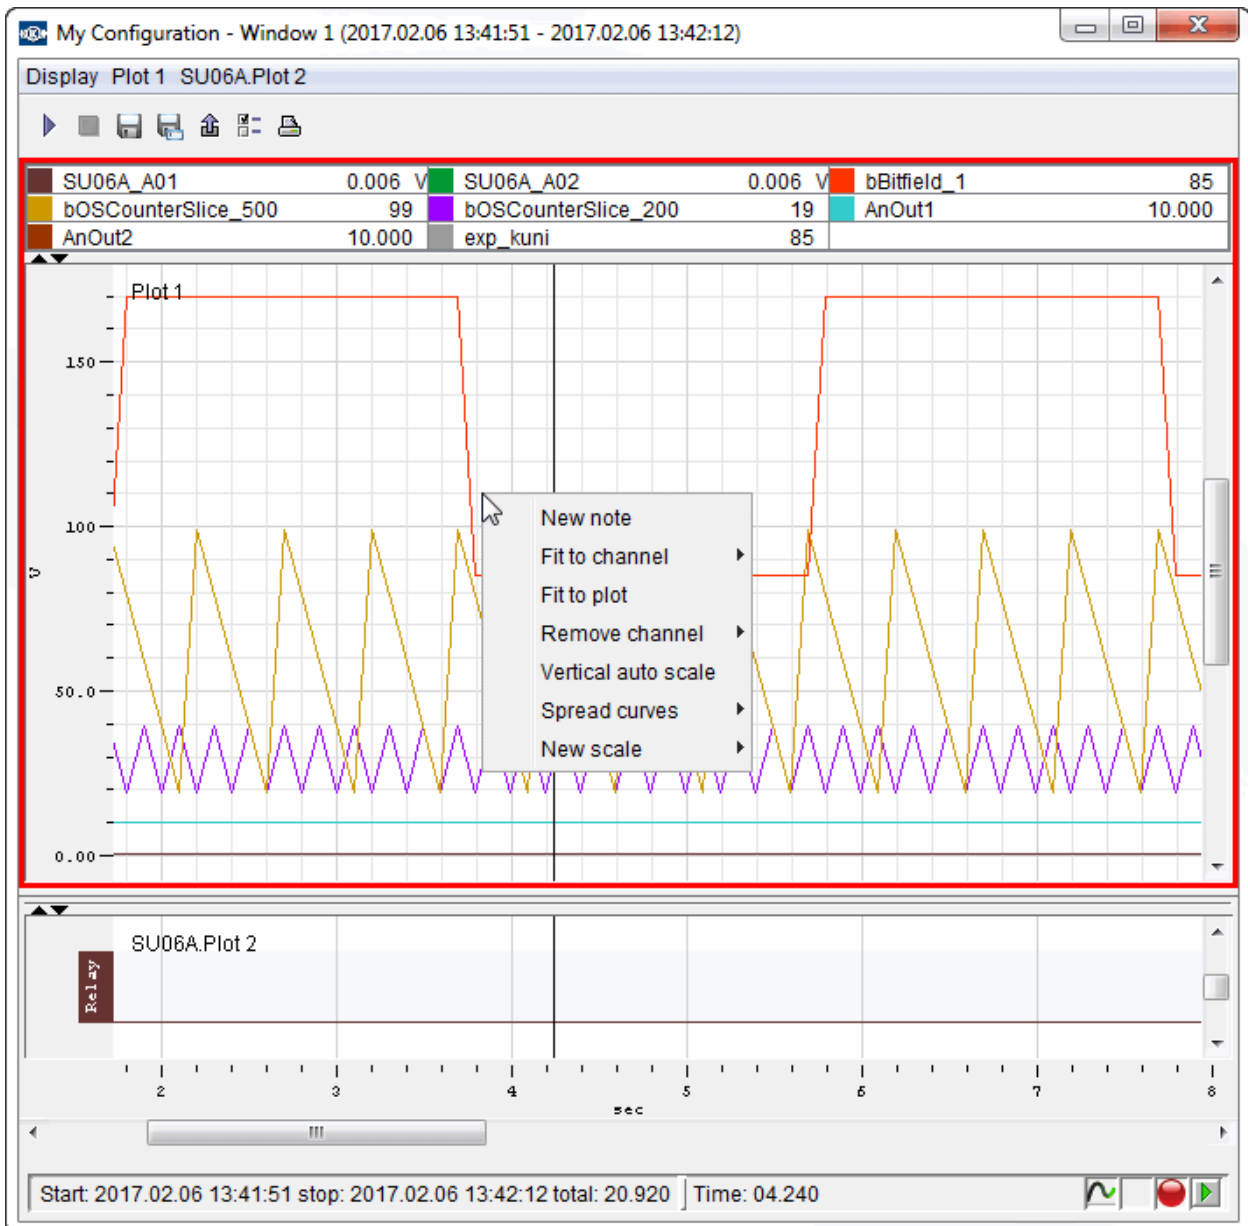 My Configuration - Window 1 (2017.02.06 13:41:51 - 2017.02.06 13:42:12)
Display Plot 1 SU06A.Plot 2
SU06A_A01 0.006 V SU06A_A02 0.006 V bBitfield_1 85
bOSCounterSlice_500 99 bOSCounterSlice_200 19 AnOut1 10.000
AnOut2 10.000 exp_kuni 85
Plot 1
150
100
V
50.0
0.00
New note
Fit to channel
Fit to plot
Remove channel
Vertical auto scale
Spread curves
New scale
SU06A.Plot 2
Relay
2 3 4 5 6 7 8
sec
Start: 2017.02.06 13:41:51 stop: 2017.02.06 13:42:12 total: 20.920 Time: 04.240